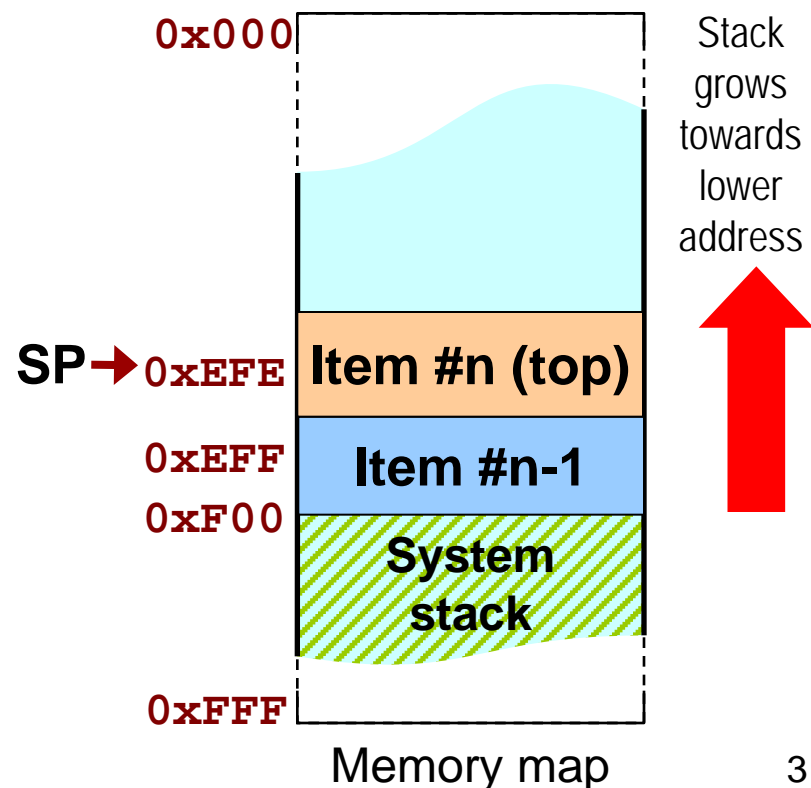 0x000
Stack
grows
towards
lower
address
SP
0xEFE
Item #n (top)
0xEFF
Item #n-1
0xF00
System
stack
0xFFF
Memory map
3